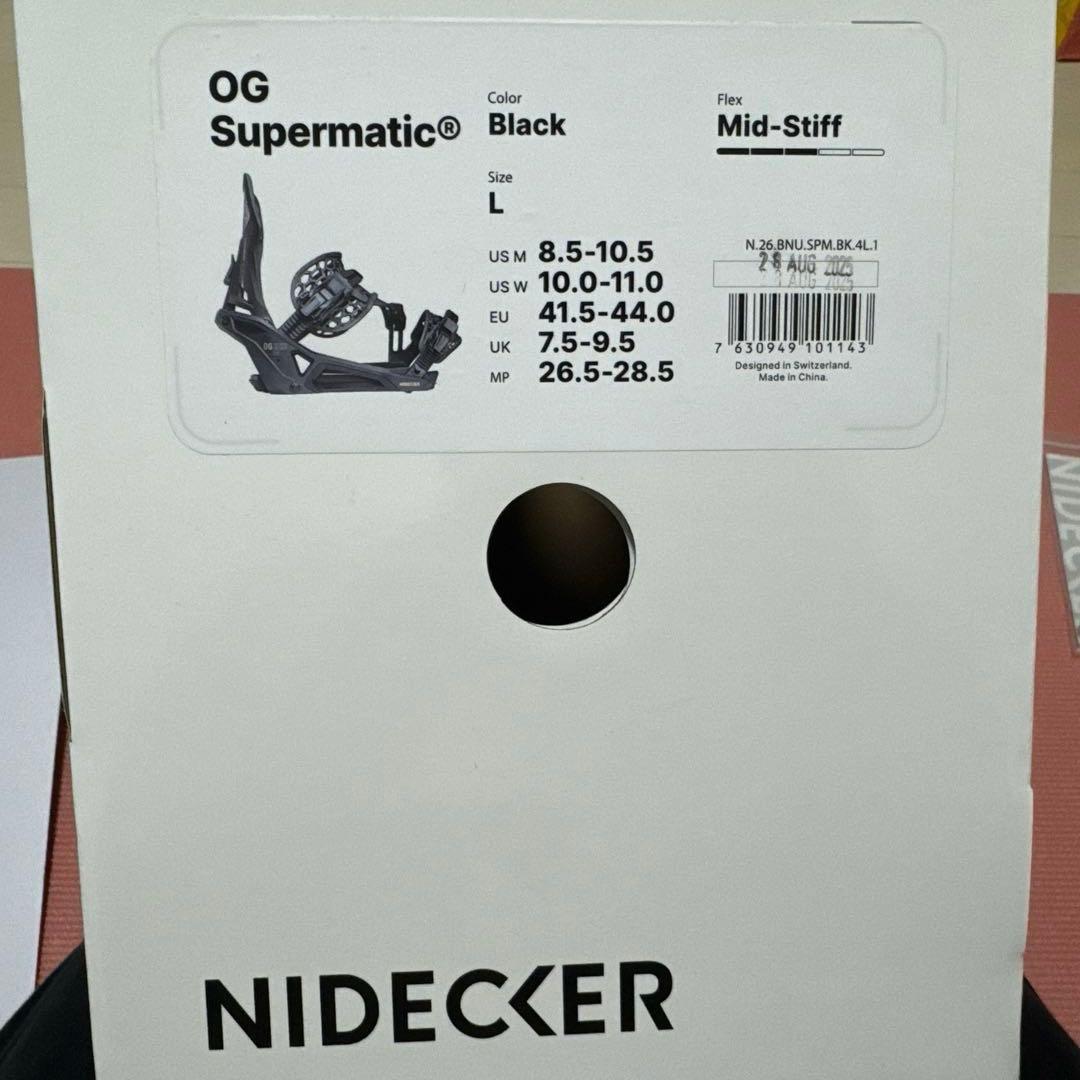 OG
Supermatic®
Color
Black
Flex
Mid-Stiff
Size
L
US M 8.5-10.5
US W 10.0-11.0
EU 41.5-44.0
UK 7.5-9.5
MP 26.5-28.5
N.26.BNU.SPM.BK.4L.1
28 AUG 2025
7 630949 101143
Designed in Switzerland.
Made in China.
NIDECKER